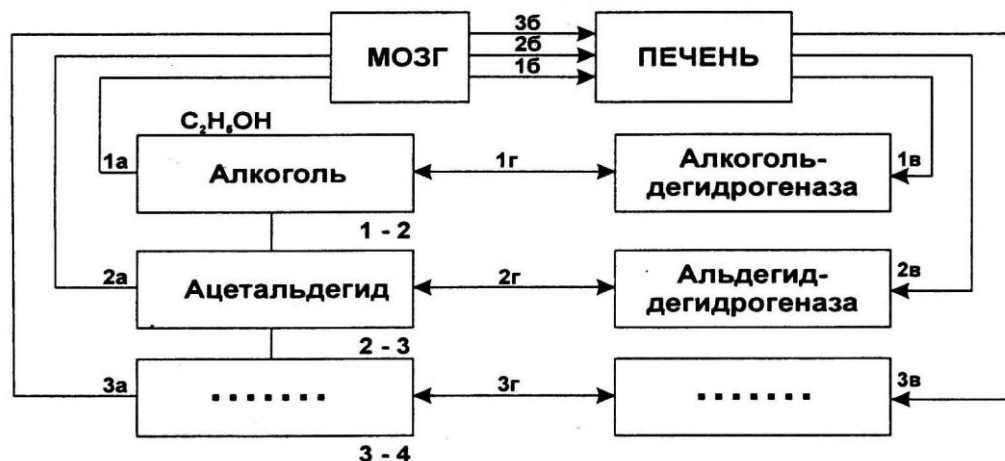 3б
МОЗГ
2б
ПЕЧЕНЬ
1б
C₂H₅OH
1а
Алкоголь
1г
Алкоголь-
дегидрогеназа
1в
1 - 2
2а
Ацетальдегид
2г
Альдегид-
дегидрогеназа
2в
2 - 3
3а
.......
3г
.......
3в
3 - 4